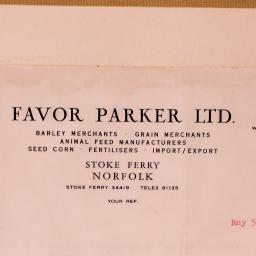 FAVOR PARKER LTD.
BARLEY MERCHANTS · GRAIN MERCHANTS
ANIMAL FEED MANUFACTURERS
SEED CORN · FERTILISERS · IMPORT/EXPORT
STOKE FERRY
NORFOLK
STOKE FERRY 344/9 TELEX 81135
YOUR REF.
May 5